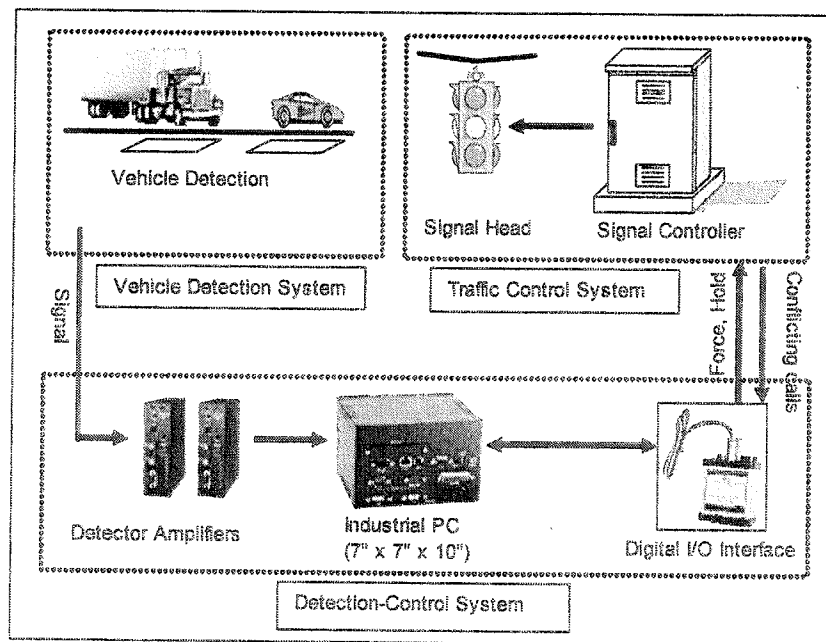 Vehicle Detection
Signal Head
Signal Controller
Vehicle Detection System
Traffic Control System
Signal
Force, Hold
Conflicting Calls
Detector Amplifiers
Industrial PC
(7" x 7" x 10")
Digital I/O Interface
Detection-Control System